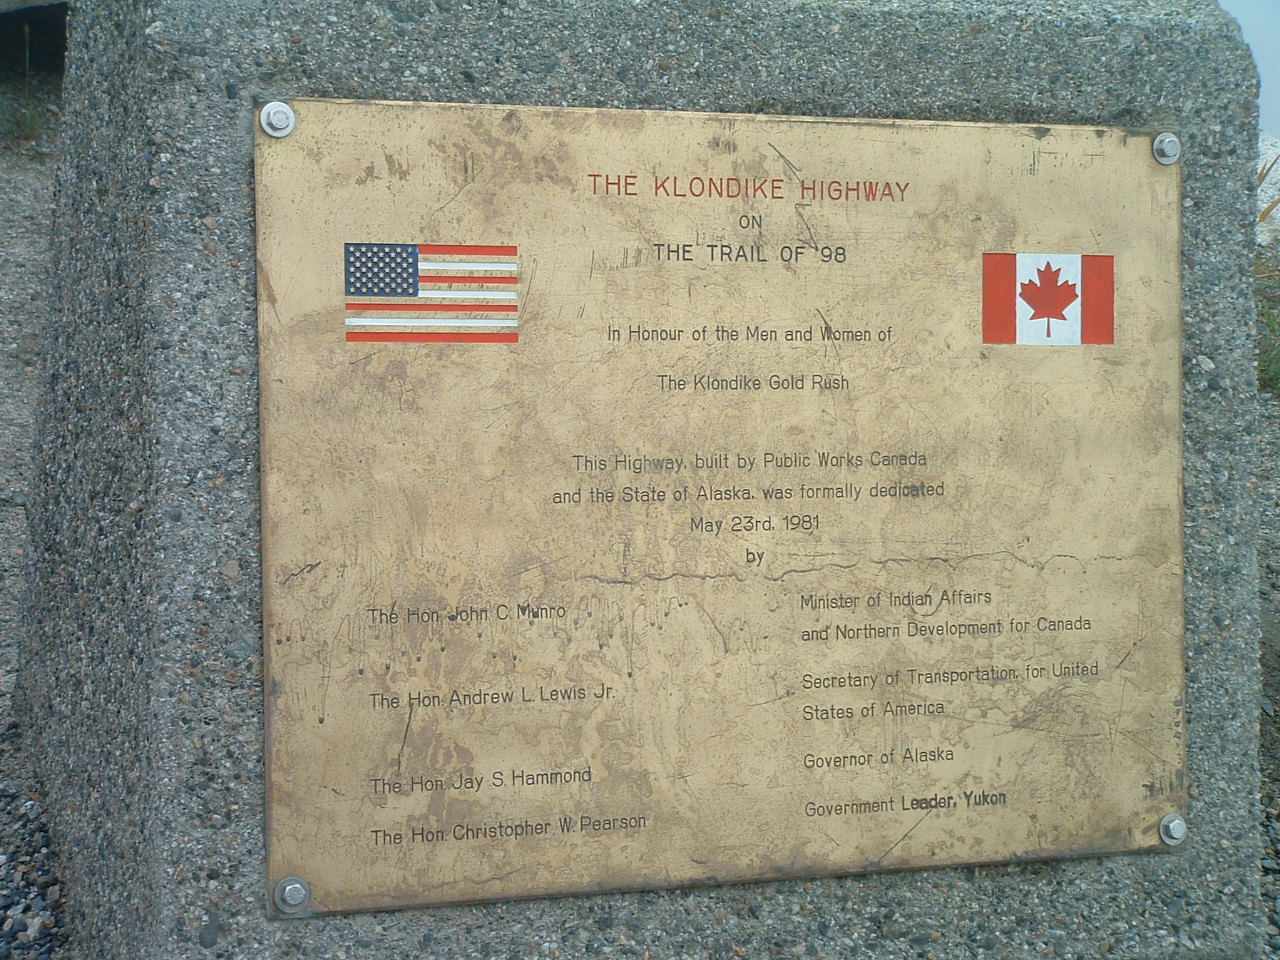 THE KLONDIKE HIGHWAY
ON
THE TRAIL OF '98
In Honour of the Men and Women of
The Klondike Gold Rush
This Highway, built by Public Works Canada
and the State of Alaska, was formally dedicated
May 23rd, 1981
by
The Hon. John C. Munro
Minister of Indian Affairs
and Northern Development for Canada
The Hon. Andrew L. Lewis Jr.
Secretary of Transportation, for United
States of America
The Hon. Jay S. Hammond
Governor of Alaska
The Hon. Christopher W. Pearson
Government Leader, Yukon